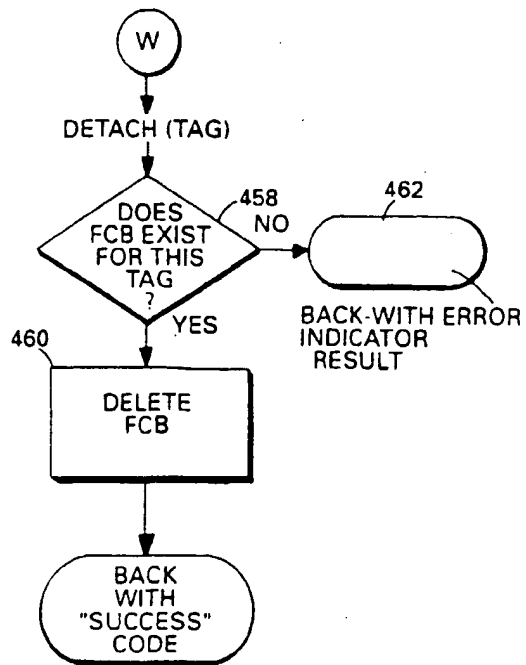 W
DETACH (TAG)
458
DOES
FCB EXIST
FOR THIS
TAG
?
NO
462
BACK-WITH ERROR
INDICATOR
RESULT
YES
460
DELETE
FCB
BACK
WITH
"SUCCESS"
CODE